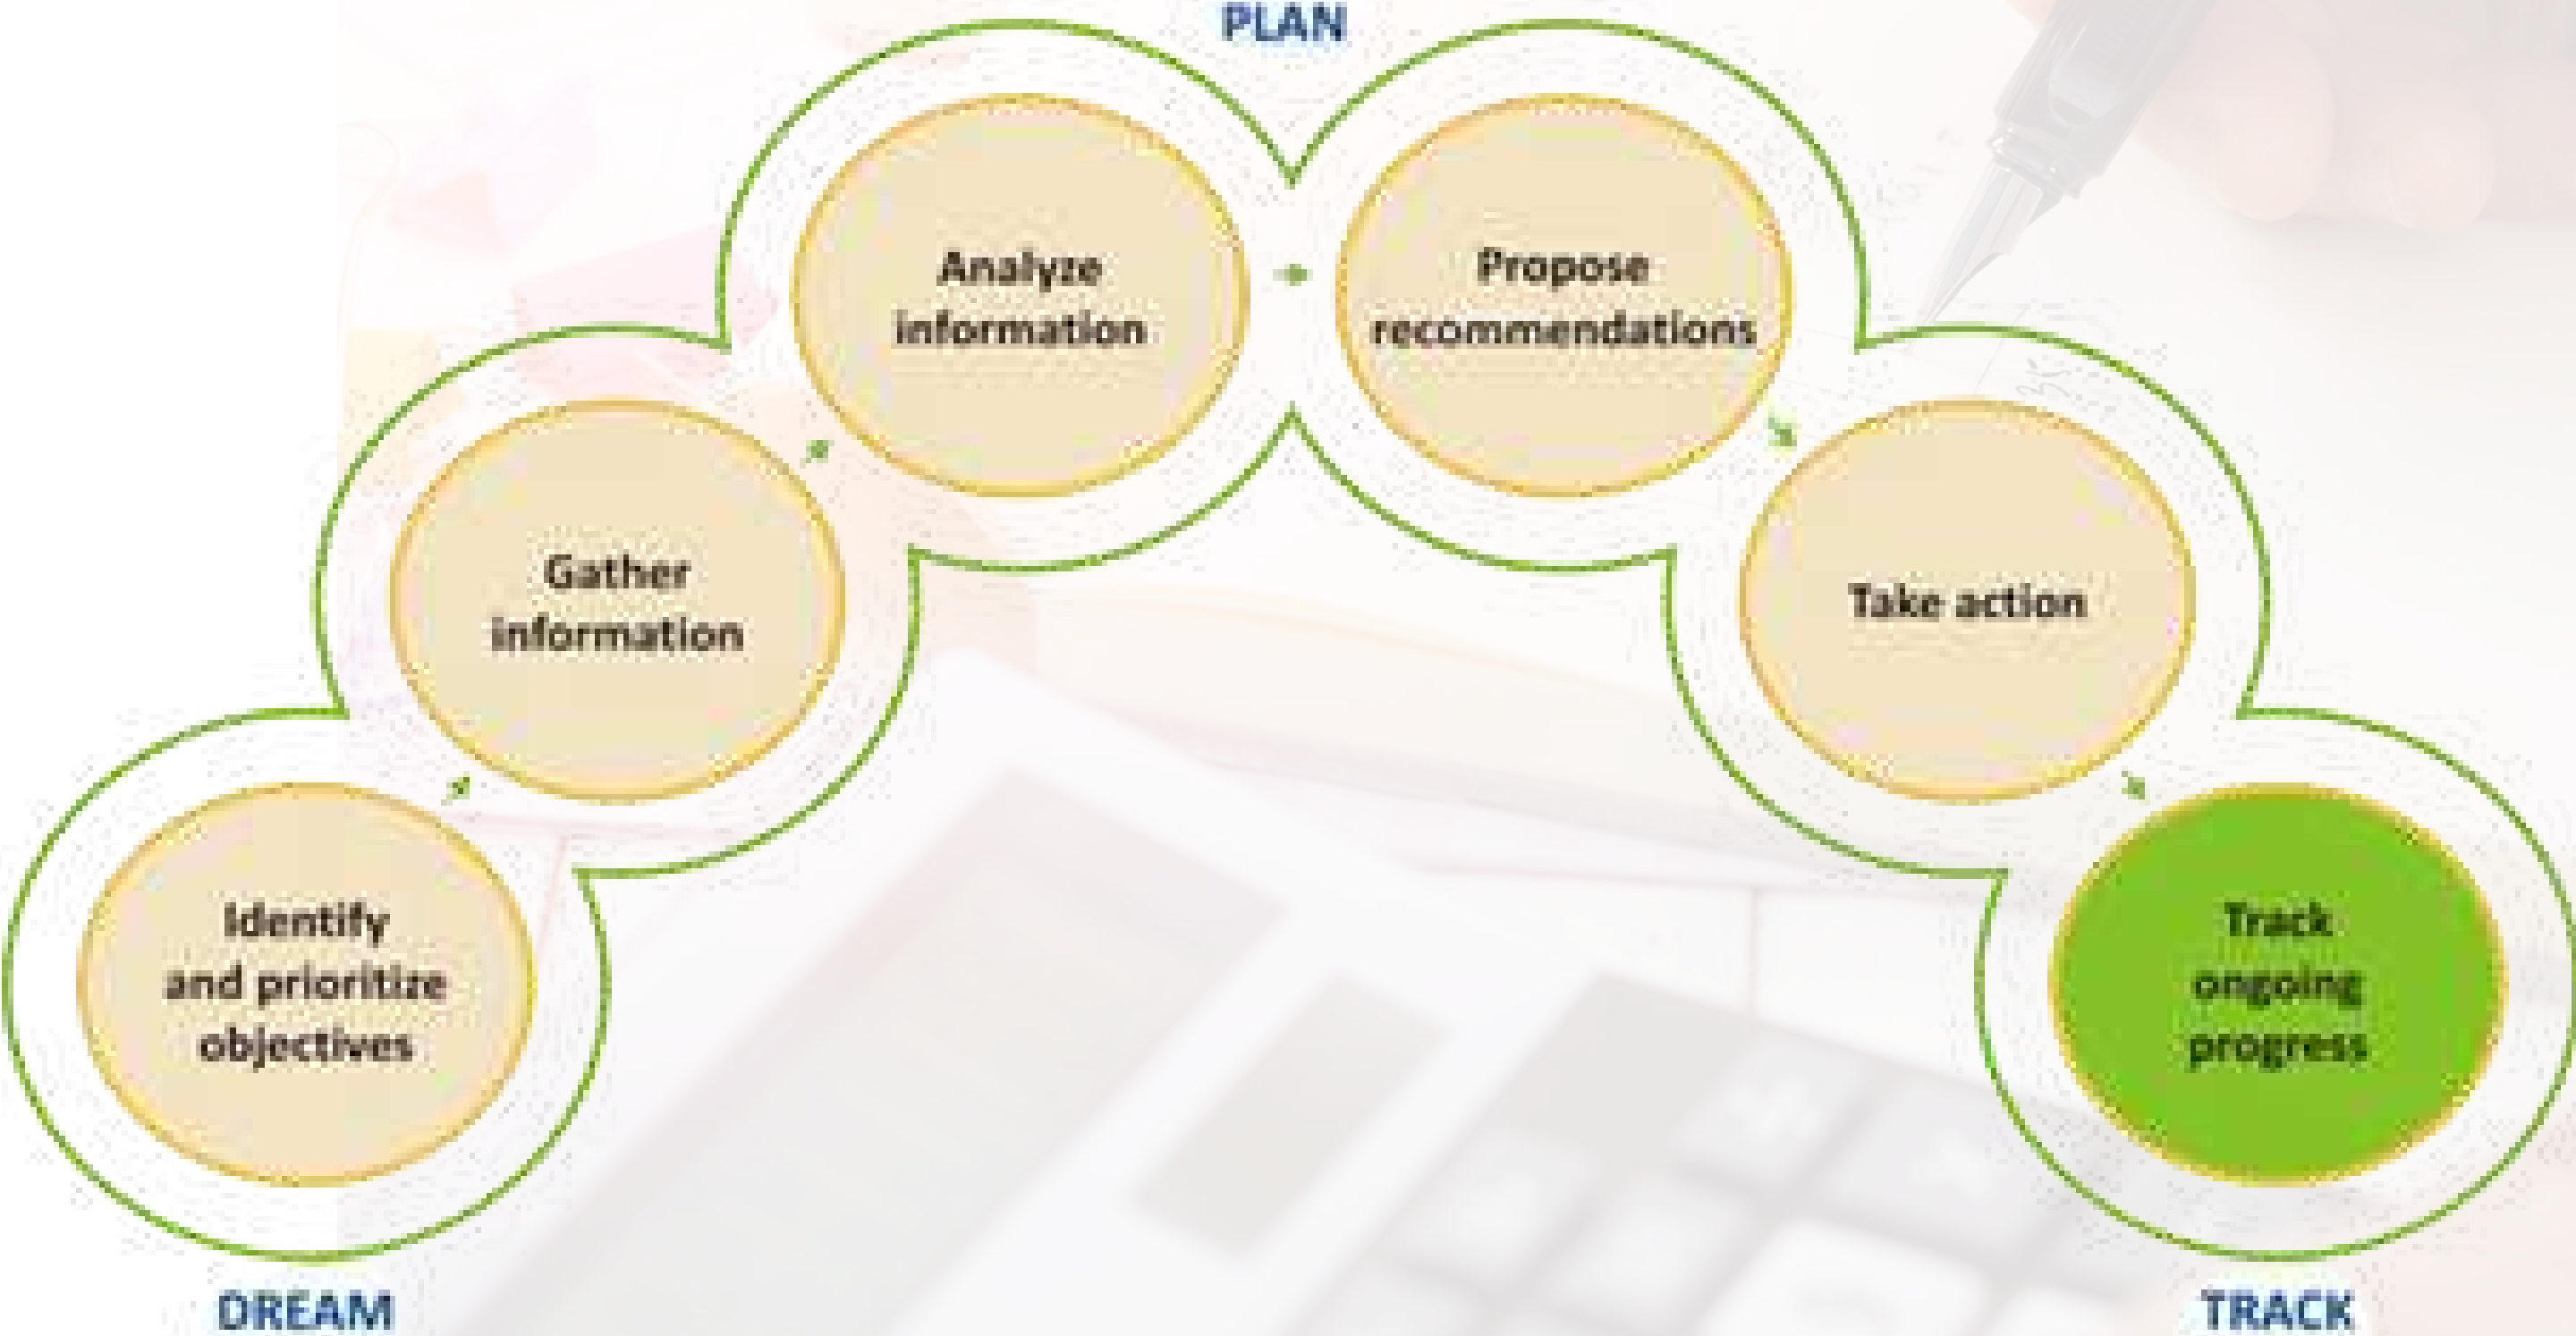 PLAN
Analyze
information
Propose
recommendations
Gather
information
Take action
Identify
and prioritize
objectives
Track
ongoing
progress
DREAM
TRACK